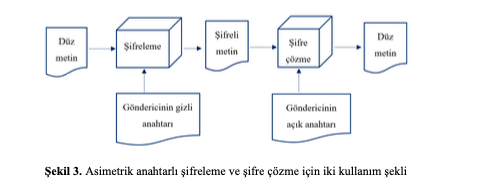 Düz
metin
Şifreleme
Şifreli
metin
Şifre
çözme
Düz
metin
Göndericinin gizli
anahtarı
Göndericinin
açık anahtarı
Şekil 3. Asimetrik anahtarlı şifreleme ve şifre çözme için iki kullanım şekli